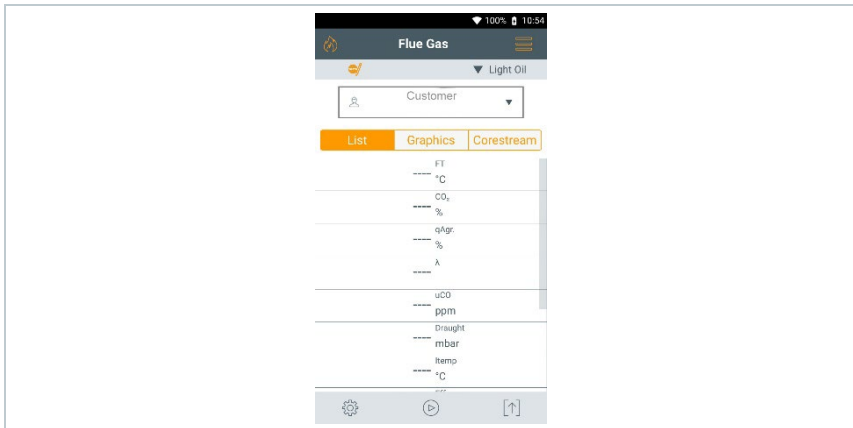 100% 10:54
Flue Gas
Light Oil
Customer
List Graphics Corestream
FT
---- °C
CO₂
---- %
qAgr.
---- %
λ
----
uCO
---- ppm
Draught
---- mbar
Itemp
---- °C